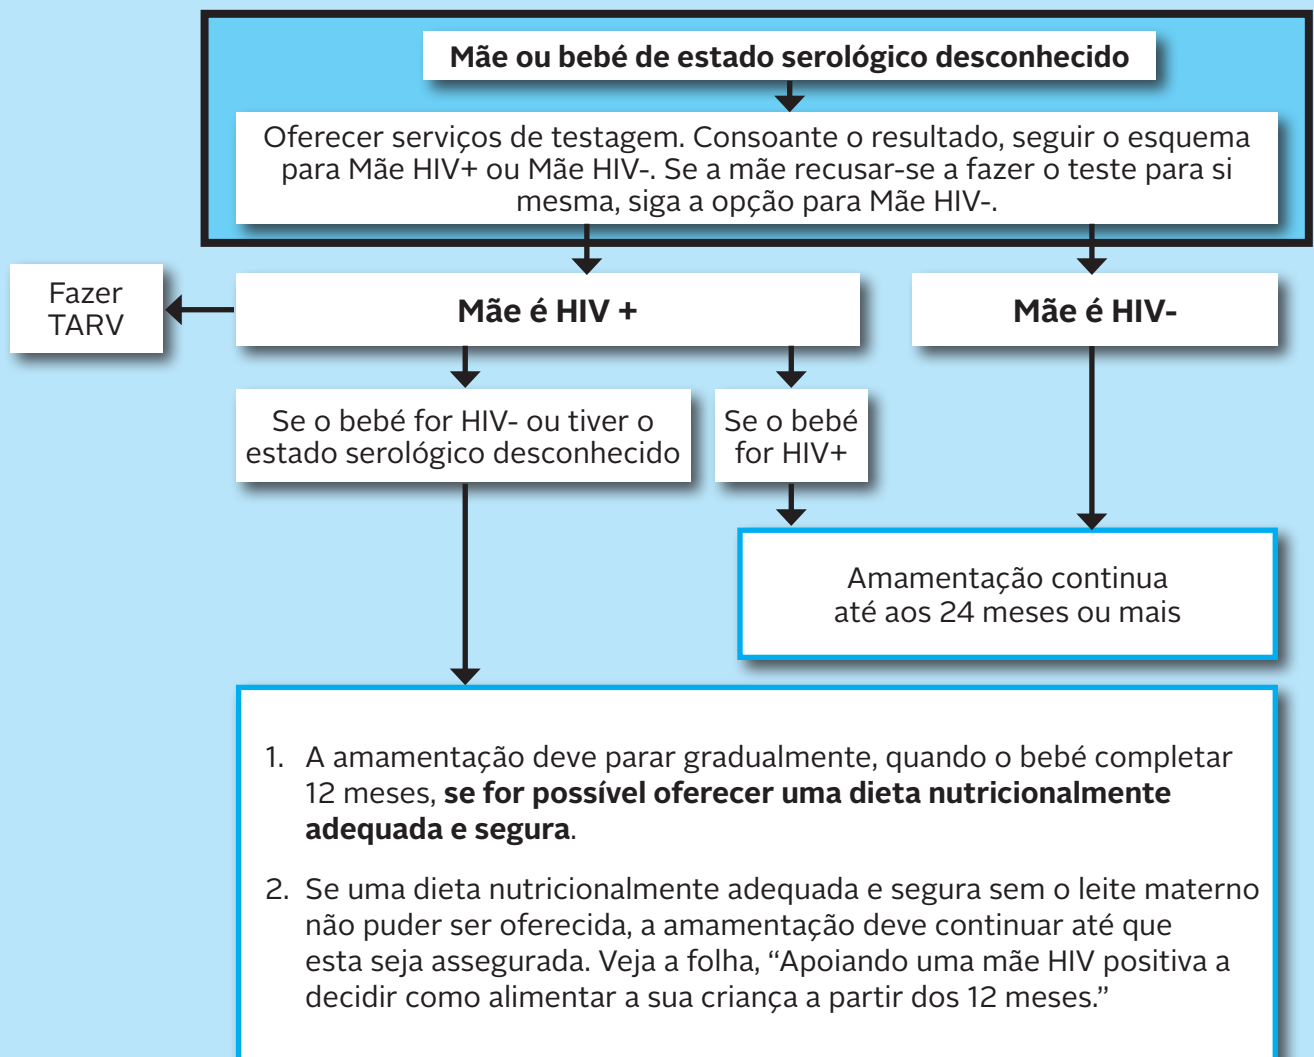 Mãe ou bebé de estado serológico desconhecido
Oferecer serviços de testagem. Consoante o resultado, seguir o esquema
para Mãe HIV+ ou Mãe HIV-. Se a mãe recusar-se a fazer o teste para si
mesma, siga a opção para Mãe HIV-.
Fazer
TARV
Mãe é HIV +
Mãe é HIV-
Se o bebé for HIV- ou tiver o
estado serológico desconhecido
Se o bebé
for HIV+
Amamentação continua
até aos 24 meses ou mais
1. A amamentação deve parar gradualmente, quando o bebé completar
12 meses, se for possível oferecer uma dieta nutricionalmente
adequada e segura.
2. Se uma dieta nutricionalmente adequada e segura sem o leite materno
não puder ser oferecida, a amamentação deve continuar até que
esta seja assegurada. Veja a folha, “Apoiando uma mãe HIV positiva a
decidir como alimentar a sua criança a partir dos 12 meses.”